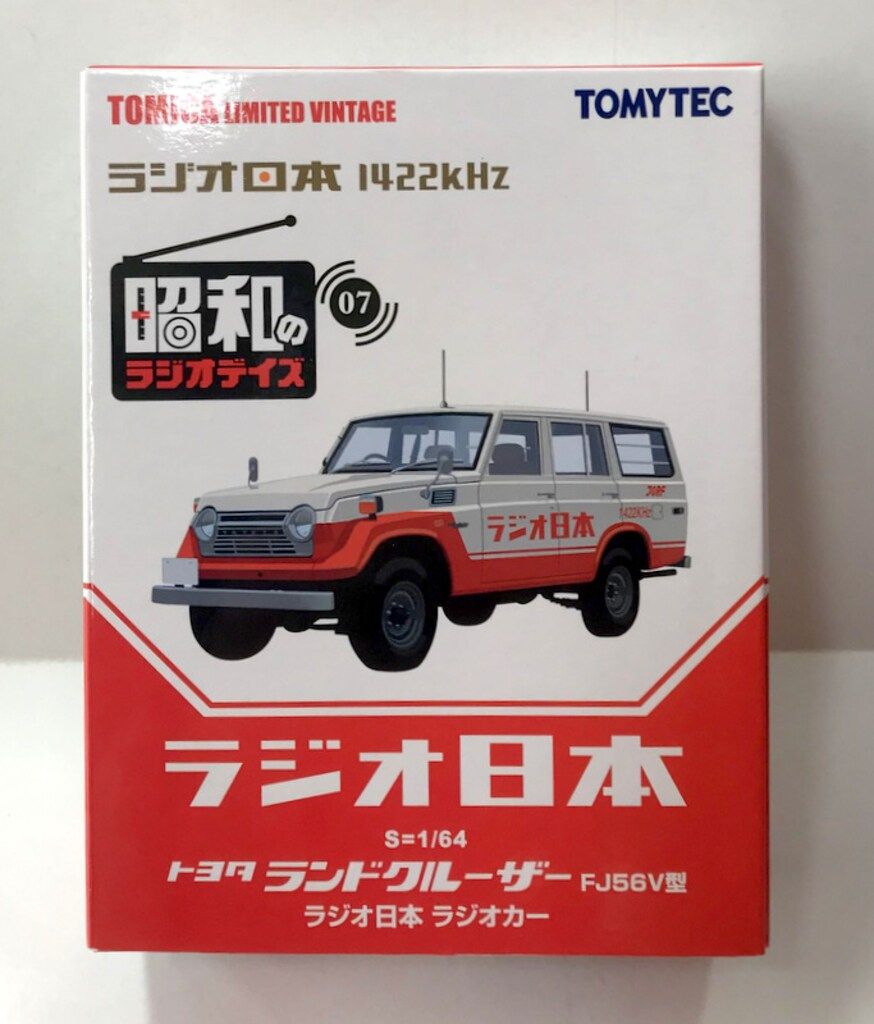 TOMICA LIMITED VINTAGE
TOMYTEC
ラジオ日本 1422kHz
昭和の
ラジオデイズ
07
ラジオ日本
1422KHz
ラジオ日本
S=1/64
トヨタ ランドクルーザー FJ56V型
ラジオ日本 ラジオカー